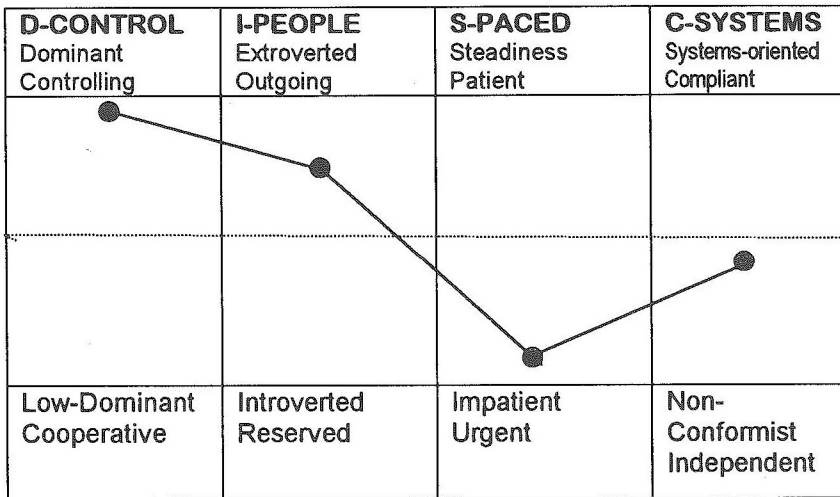 D-CONTROL
Dominant
Controlling
I-PEOPLE
Extroverted
Outgoing
S-PACED
Steadiness
Patient
C-SYSTEMS
Systems-oriented
Compliant
Low-Dominant
Cooperative
Introverted
Reserved
Impatient
Urgent
Non-
Conformist
Independent